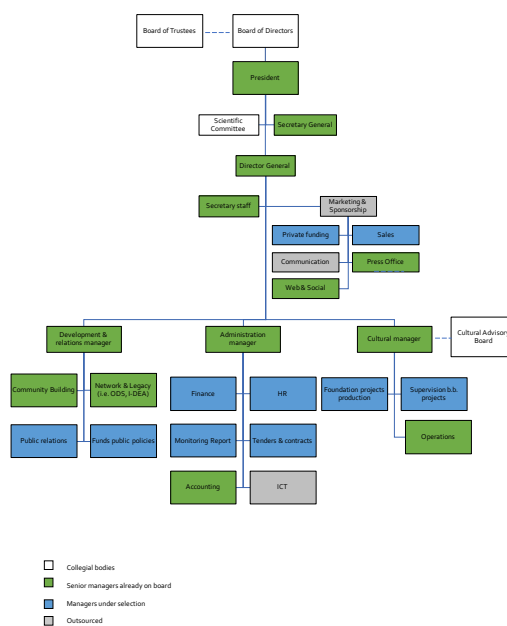 Board of Trustees
Board of Directors
President
Scientific
Committee
Secretary General
Director General
Secretary staff
Marketing &
Sponsorship
Private funding
Sales
Communication
Press Office
Web & Social
Development &
relations manager
Administration
manager
Cultural manager
Cultural Advisory
Board
Community Building
Network & Legacy
(i.e. ODS, I-DEA)
Finance
HR
Foundation projects
production
Supervision b.b.
projects
Public relations
Funds public policies
Monitoring Report
Tenders & contracts
Operations
Accounting
ICT
Collegial bodies
Senior managers already on board
Managers under selection
Outsourced